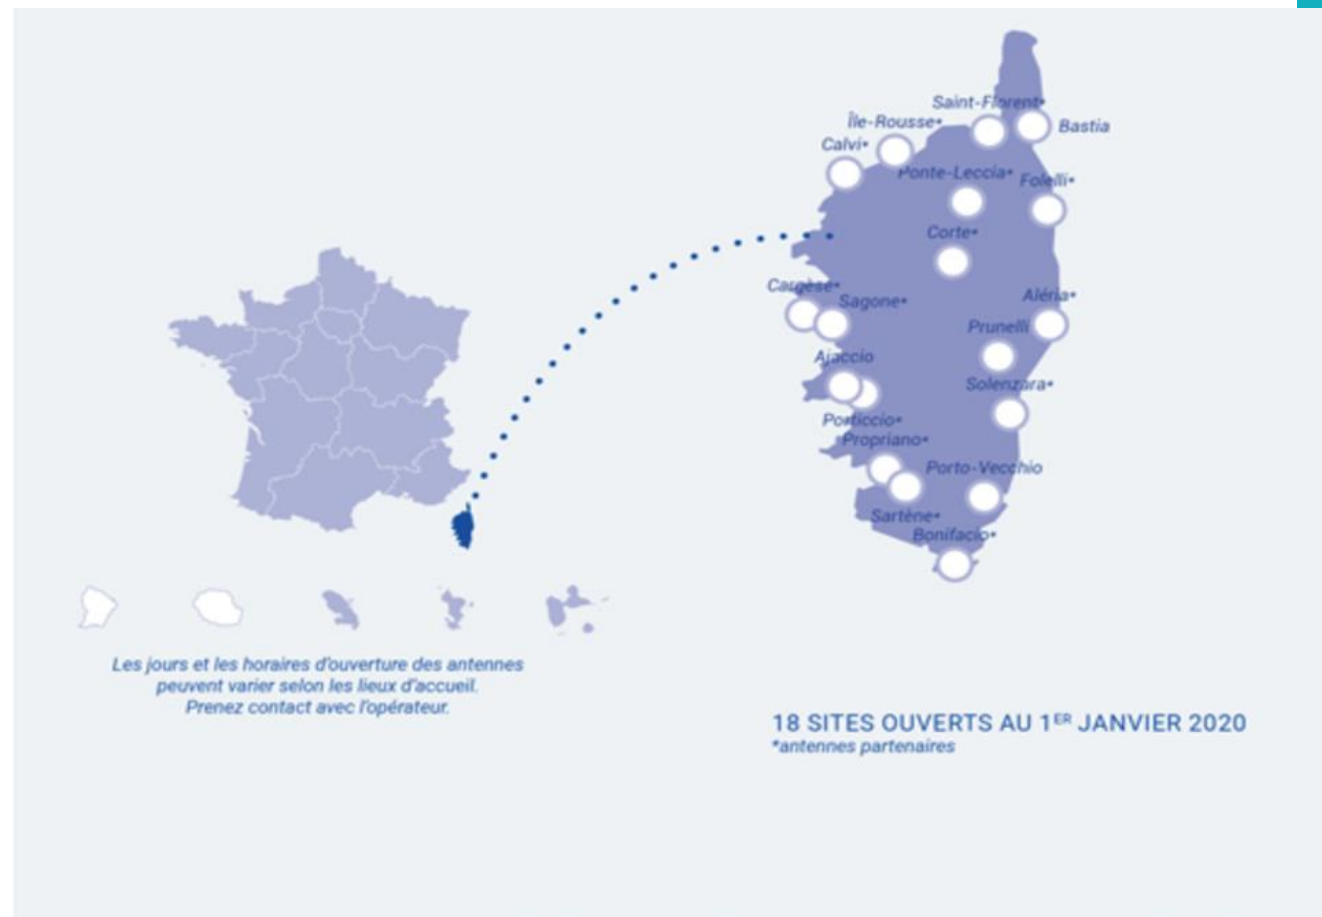 Saint-Florent*
Île-Rousse*
Bastia
Calvi*
Ponte-Leccia*
Folelli*
Corte*
Cargèse*
Sagone*
Aléria*
Prunelli
Ajaccio
Solenzara*
Porticcio*
Propriano*
Porto-Vecchio
Sartène*
Bonifacio*
Les jours et les horaires d'ouverture des antennes
peuvent varier selon les lieux d'accueil.
Prenez contact avec l'opérateur.
18 SITES OUVERTS AU 1ER JANVIER 2020
*antennes partenaires